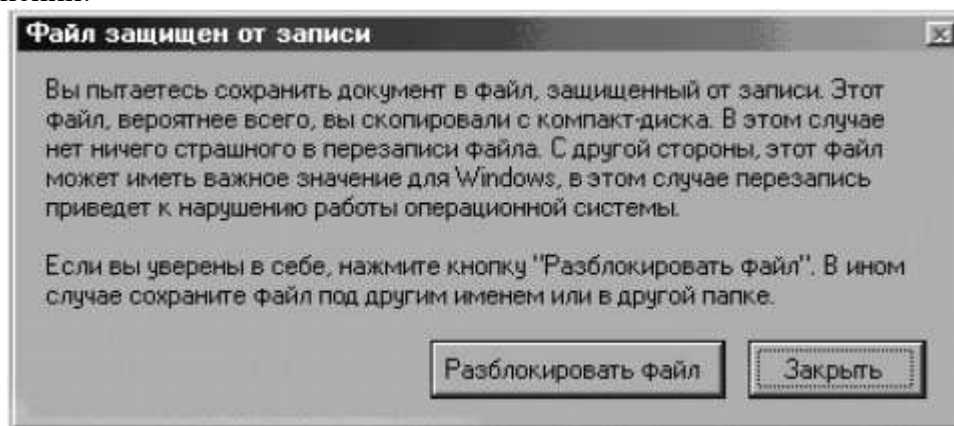 Файл защищен от записи
Вы пытаетесь сохранить документ в файл, защищенный от записи. Этот
файл, вероятнее всего, вы скопировали с компакт-диска. В этом случае
нет ничего страшного в перезаписи файла. С другой стороны, этот файл
может иметь важное значение для Windows, в этом случае перезапись
приведет к нарушению работы операционной системы.
Если вы уверены в себе, нажмите кнопку "Разблокировать файл". В ином
случае сохраните файл под другим именем или в другой папке.
Разблокировать файл
Закрыть